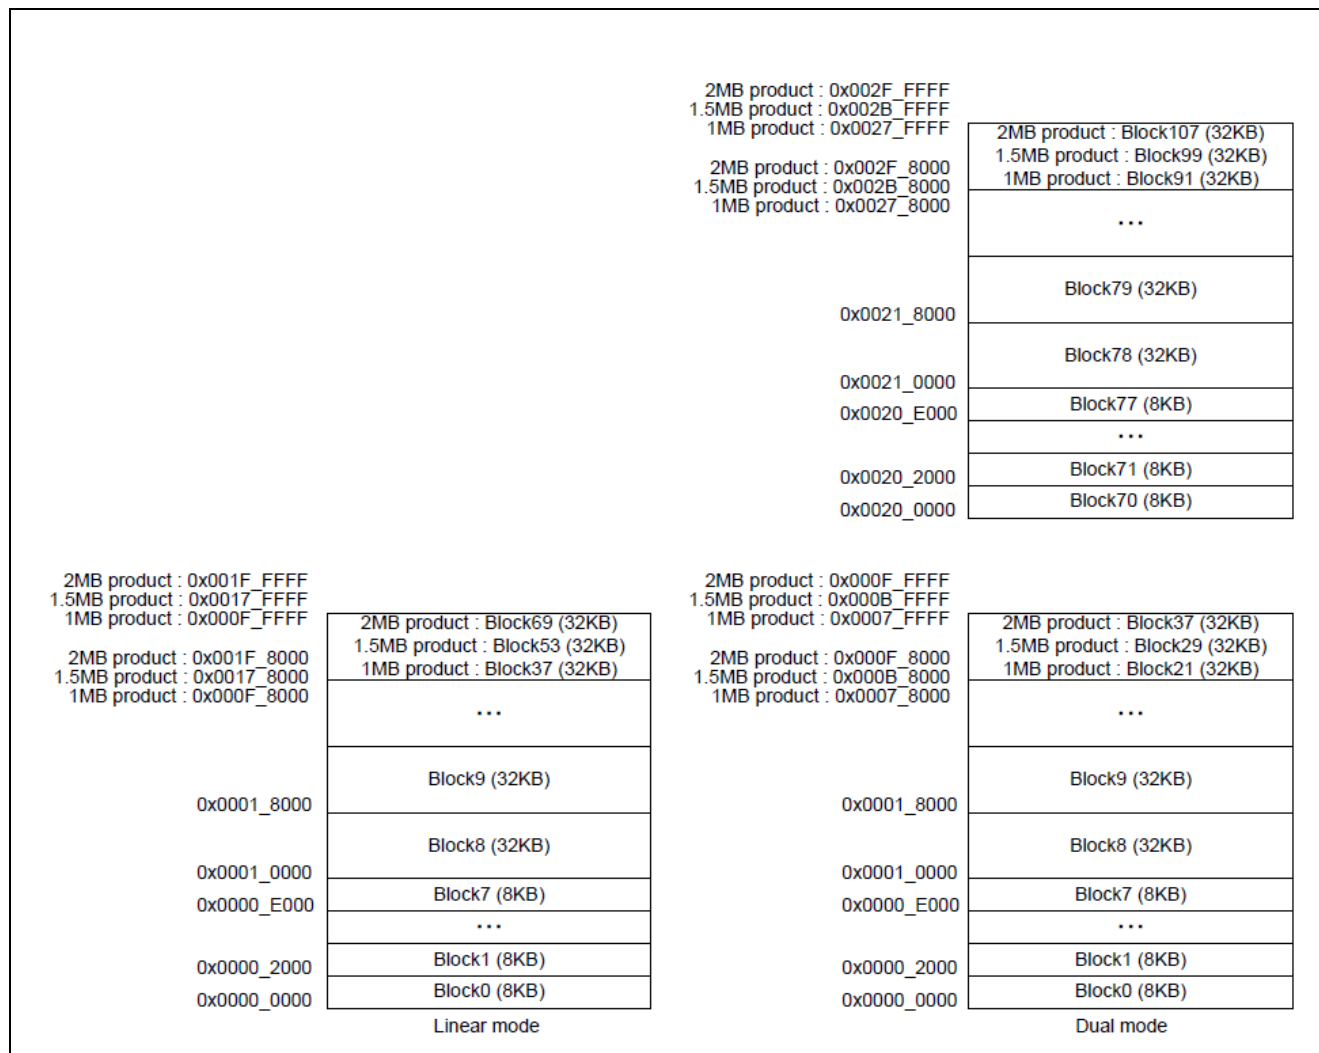 2MB product : 0x002F_FFFF
1.5MB product : 0x002B_FFFF
1MB product : 0x0027_FFFF
2MB product : Block107 (32KB)
1.5MB product : Block99 (32KB)
1MB product : Block91 (32KB)
2MB product : 0x002F_8000
1.5MB product : 0x002B_8000
1MB product : 0x0027_8000
...
Block79 (32KB)
0x0021_8000
Block78 (32KB)
0x0021_0000
Block77 (8KB)
0x0020_E000
...
Block71 (8KB)
0x0020_2000
Block70 (8KB)
0x0020_0000
2MB product : 0x001F_FFFF
1.5MB product : 0x0017_FFFF
1MB product : 0x000F_FFFF
2MB product : Block69 (32KB)
1.5MB product : Block53 (32KB)
1MB product : Block37 (32KB)
2MB product : 0x001F_8000
1.5MB product : 0x0017_8000
1MB product : 0x000F_8000
...
Block9 (32KB)
0x0001_8000
Block8 (32KB)
0x0001_0000
Block7 (8KB)
0x0000_E000
...
Block1 (8KB)
0x0000_2000
Block0 (8KB)
0x0000_0000
Linear mode
2MB product : 0x000F_FFFF
1.5MB product : 0x000B_FFFF
1MB product : 0x0007_FFFF
2MB product : Block37 (32KB)
1.5MB product : Block29 (32KB)
1MB product : Block21 (32KB)
2MB product : 0x000F_8000
1.5MB product : 0x000B_8000
1MB product : 0x0007_8000
...
Block9 (32KB)
0x0001_8000
Block8 (32KB)
0x0001_0000
Block7 (8KB)
0x0000_E000
...
Block1 (8KB)
0x0000_2000
Block0 (8KB)
0x0000_0000
Dual mode